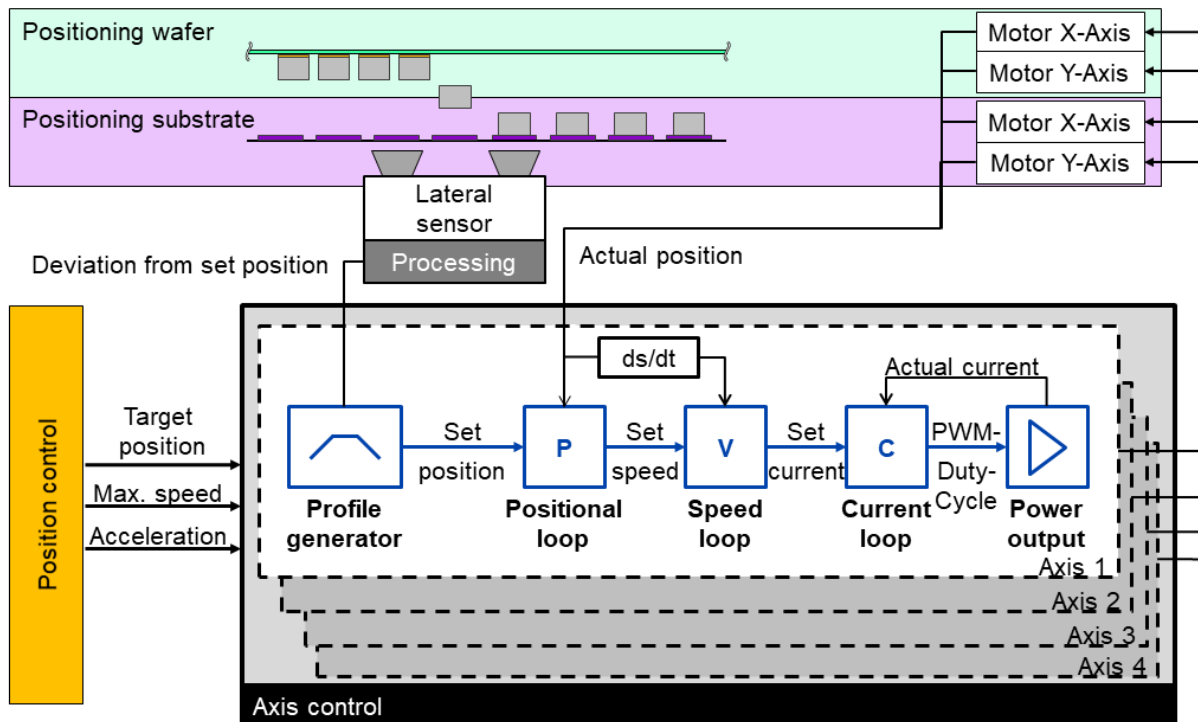 Positioning wafer
Motor X-Axis
Motor Y-Axis
Positioning substrate
Motor X-Axis
Motor Y-Axis
Lateral
sensor
Processing
Deviation from set position
Actual position
Position control
Target
position
Max. speed
Acceleration
ds/dt
Actual current
Set
position
P
Set
speed
V
Set
current
C
PWM-
Duty-
Cycle
Profile
generator
Positional
loop
Speed
loop
Current
loop
Power
output
Axis 1
Axis 2
Axis 3
Axis 4
Axis control